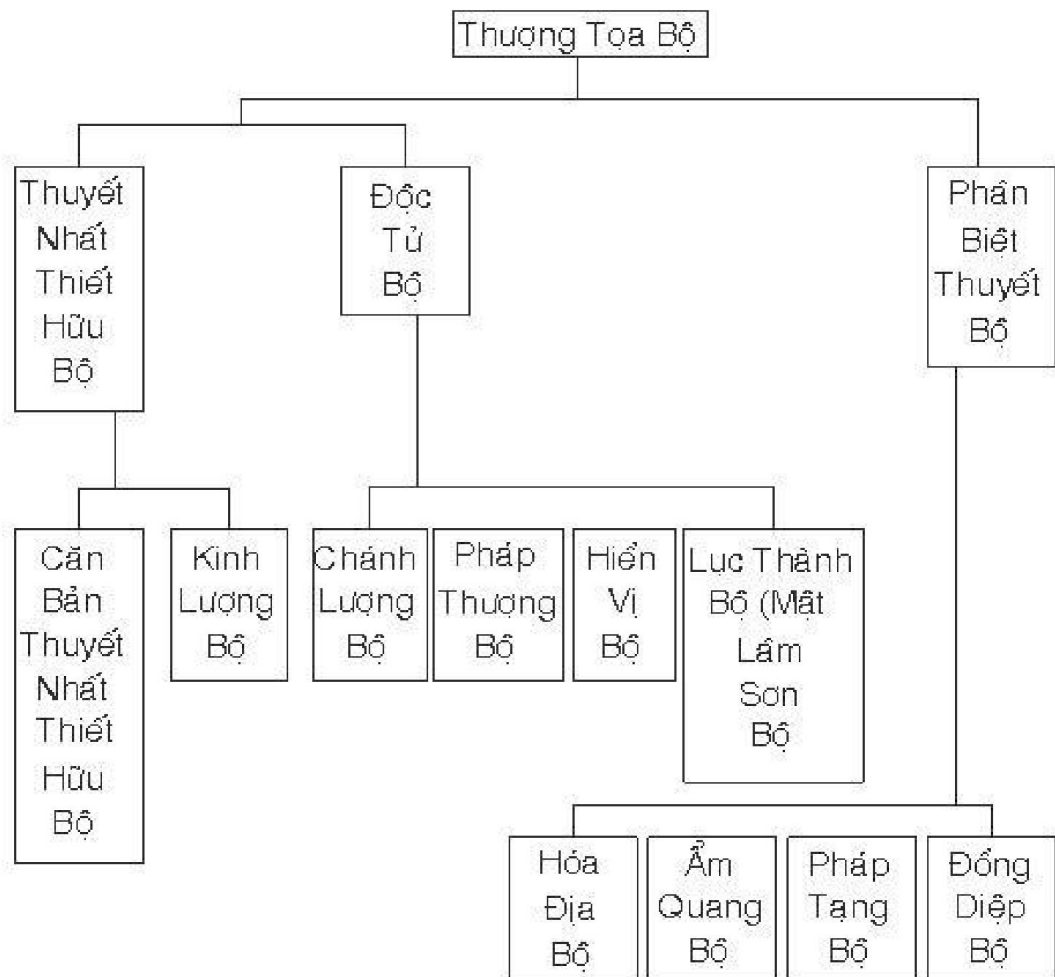 Thượng Tọa Bộ
Thuyết
Nhất
Thiết
Hữu
Bộ
Độc
Tử
Bộ
Phân
Biệt
Thuyết
Bộ
Căn
Bản
Thuyết
Nhất
Thiết
Hữu
Bộ
Kinh
Lượng
Bộ
Chánh
Lượng
Bộ
Pháp
Thượng
Bộ
Hiển
Vị
Bộ
Lục Thành
Bộ (Mật
Lâm
Sơn
Bộ
Hóa
Địa
Bộ
Ẩm
Quang
Bộ
Pháp
Tạng
Bộ
Đồng
Diệp
Bộ